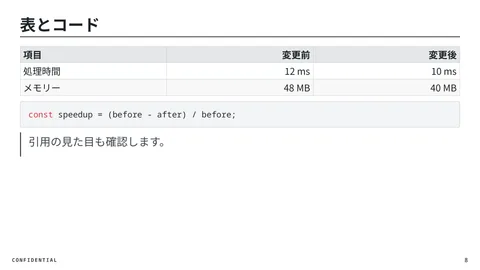 表とコード
項目 変更前 変更後
処理時間 12 ms 10 ms
メモリー 48 MB 40 MB
const speedup = (before - after) / before;
引用の見た目も確認します。
CONFIDENTIAL 8